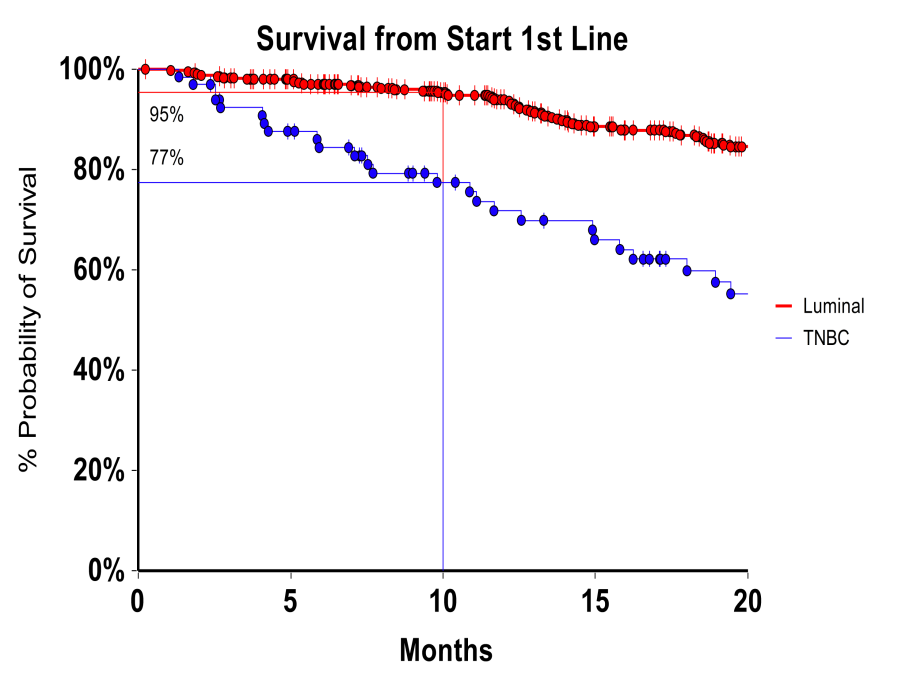 Survival from Start 1st Line
100%
95%
77%
80%
60%
40%
20%
0%
% Probability of Survival
0 5 10 15 20
Months
Luminal
TNBC